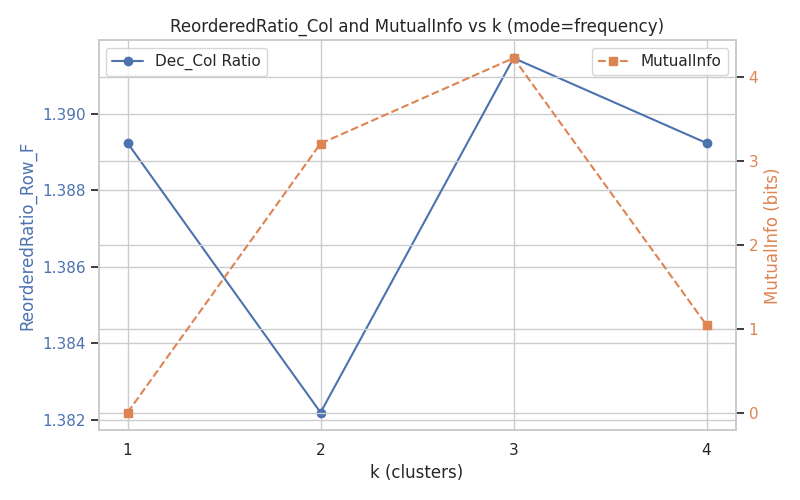 ReorderedRatio_Col and MutualInfo vs k (mode=frequency)
Dec_Col Ratio
MutualInfo
ReorderedRatio_Row_F
1.390
1.388
1.386
1.384
1.382
4
3
2
1
0
MutualInfo (bits)
1 2 3 4
k (clusters)